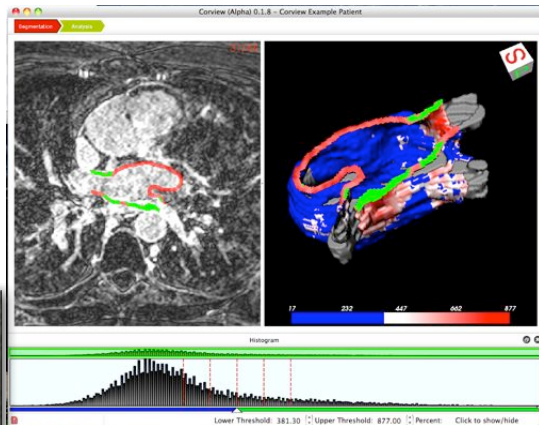 Corview (Alpha) 0.1.8 – Corview Example Patient
Segmentation Analysis
S
17 232 447 662 877
Histogram
Lower Threshold: 381.30 Upper Threshold: 877.00 Percent: Click to show/hide